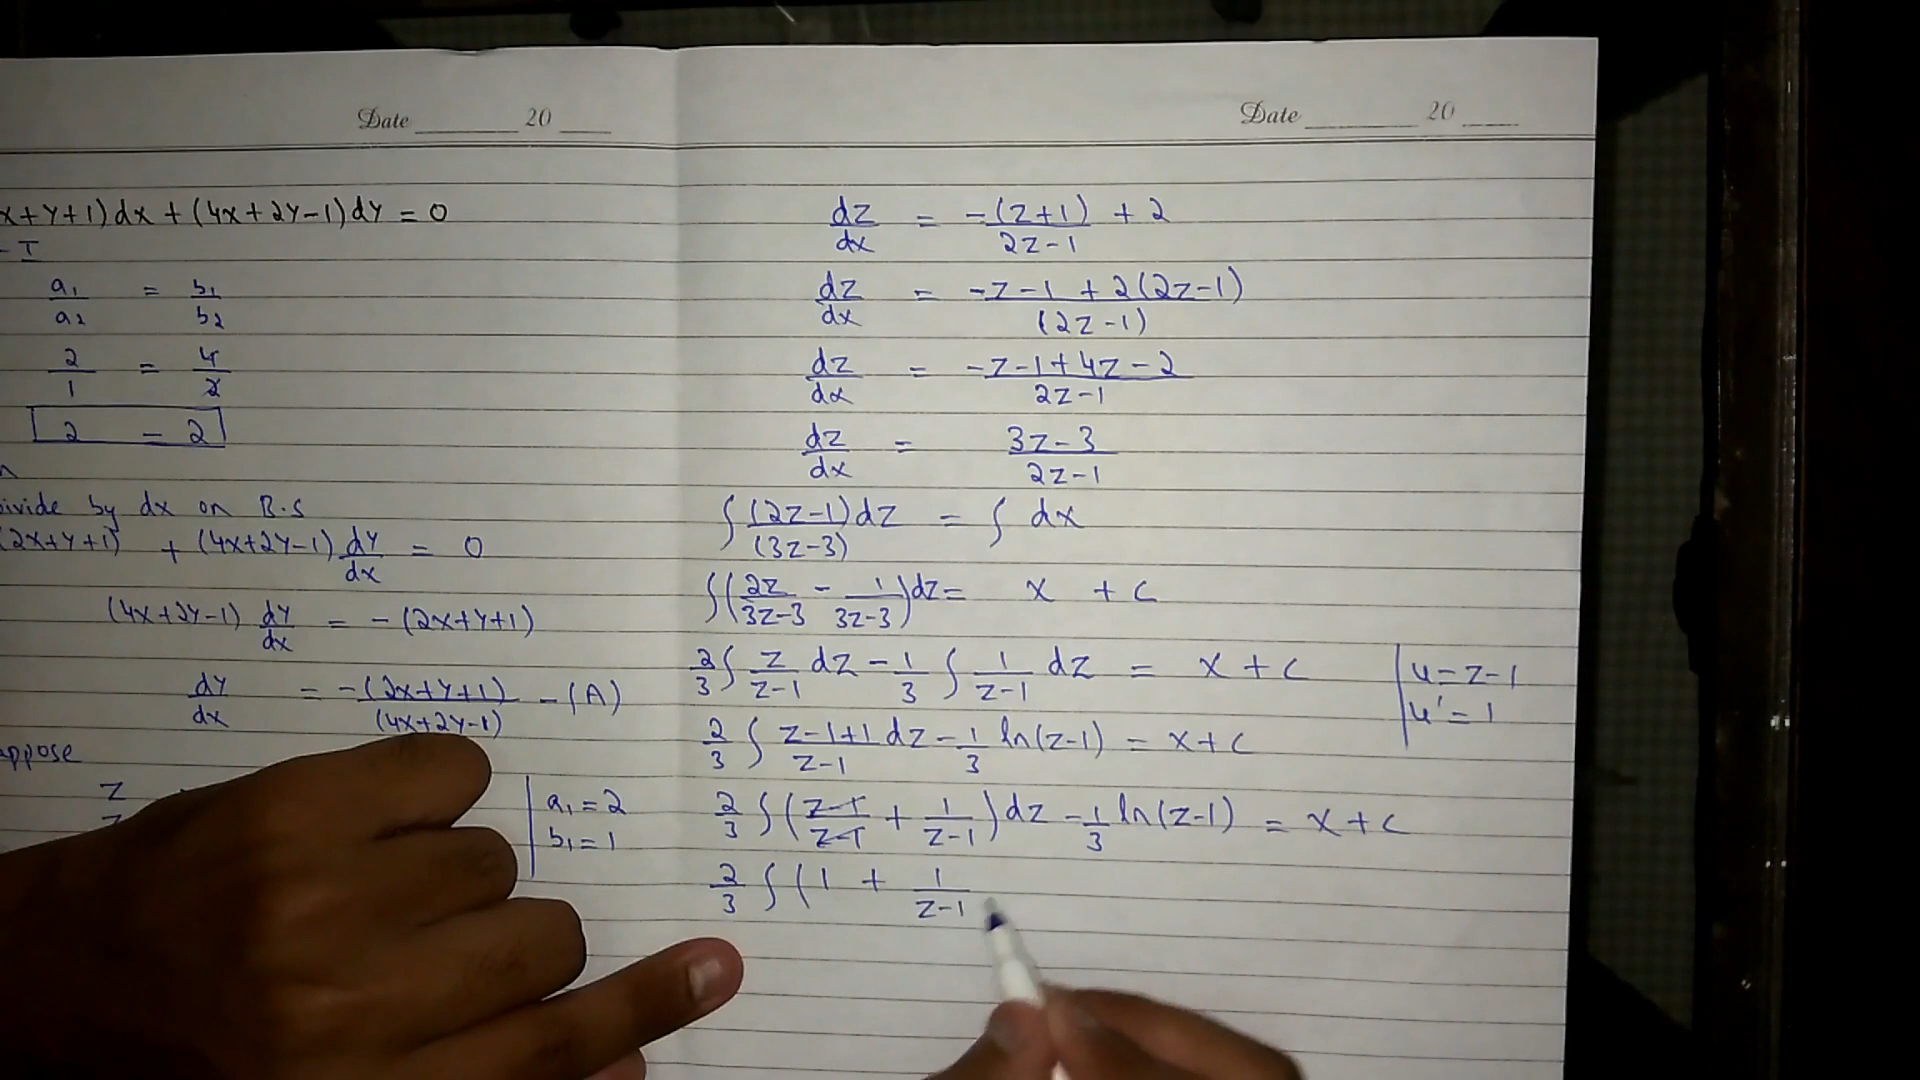 Date ______ 20 ___
x+y+1)dx + (4x+2y-1)dy = 0
- I
a₁/a₂ = b₁/b₂
2/1 = 4/2
2 = 2
ivide by dx on B.S
(2x+y+1) + (4x+2y-1) dy/dx = 0
(4x+2y-1) dy/dx = -(2x+y+1)
dy/dx = -(2x+y+1)/(4x+2y-1) - (A)
ppose
Z
a₁ = 2
b₁ = 1
Date ______ 20 ___
dz/dx = -(z+1)/2z-1 + 2
dz/dx = -z-1+2(2z-1)/(2z-1)
dz/dx = -z-1+4z-2/2z-1
dz/dx = 3z-3/2z-1
∫ (2z-1)dz/(3z-3) = ∫ dx
∫(2z/3z-3 - 1/3z-3)dz = x + c
2/3 ∫ z/z-1 dz - 1/3 ∫ 1/z-1 dz = x + c
u = z-1
u' = 1
2/3 ∫ z-1+1/z-1 dz - 1/3 ln(z-1) = x+c
2/3 ∫(z-1/z-1 + 1/z-1)dz - 1/3 ln(z-1) = x+c
2/3 ∫(1 + 1/z-1